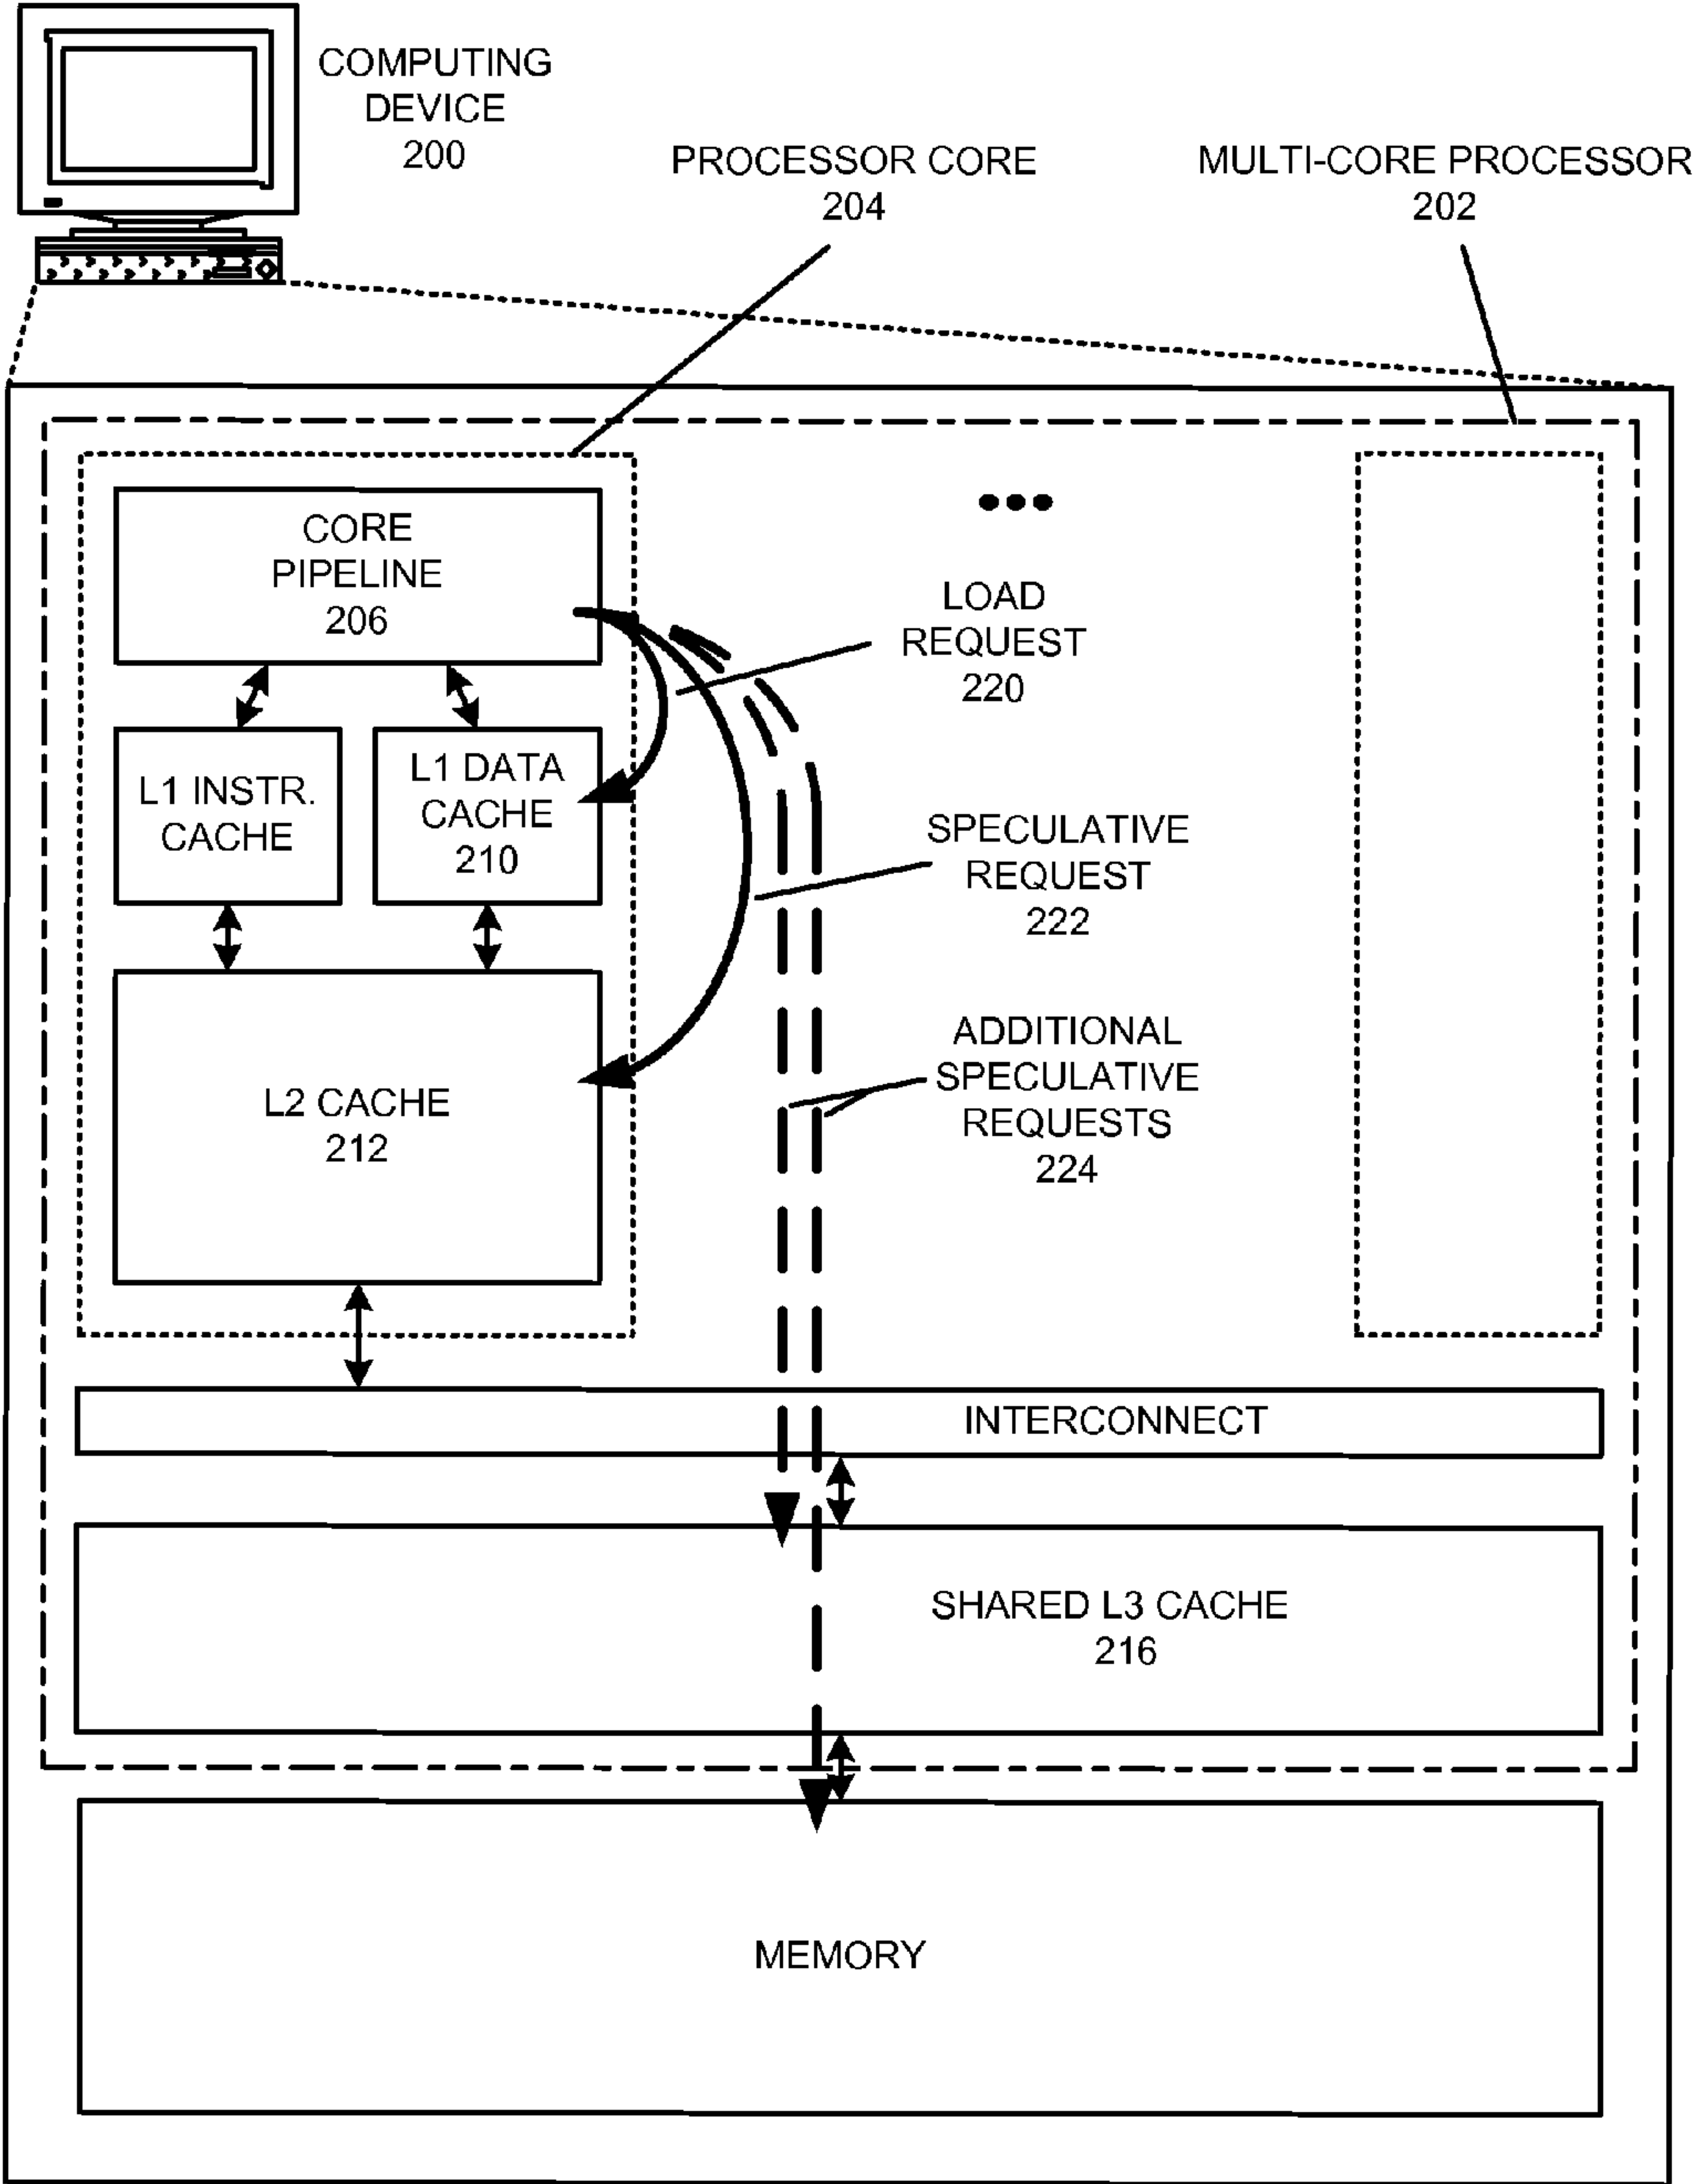 COMPUTING
DEVICE
200
PROCESSOR CORE
204
MULTI-CORE PROCESSOR
202
CORE
PIPELINE
206
LOAD
REQUEST
220
L1 INSTR.
CACHE
L1 DATA
CACHE
210
SPECULATIVE
REQUEST
222
L2 CACHE
212
ADDITIONAL
SPECULATIVE
REQUESTS
224
INTERCONNECT
SHARED L3 CACHE
216
MEMORY